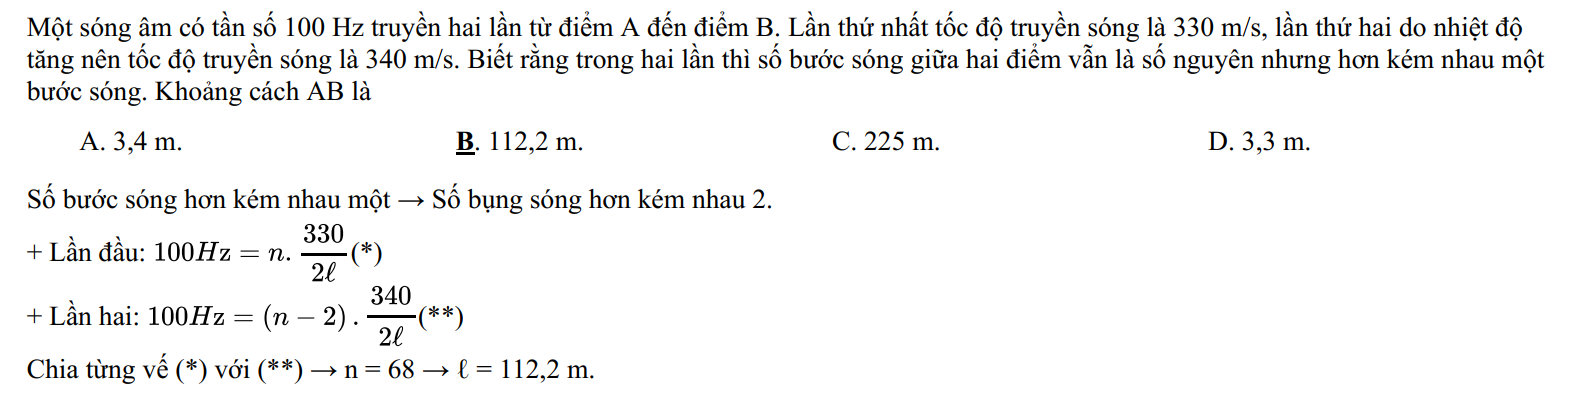 Một sóng âm có tần số 100 Hz truyền hai lần từ điểm A đến điểm B. Lần thứ nhất tốc độ truyền sóng là 330 m/s, lần thứ hai do nhiệt độ
tăng nên tốc độ truyền sóng là 340 m/s. Biết rằng trong hai lần thì số bước sóng giữa hai điểm vẫn là số nguyên nhưng hơn kém nhau một
bước sóng. Khoảng cách AB là
A. 3,4 m. B. 112,2 m. C. 225 m. D. 3,3 m.
Số bước sóng hơn kém nhau một → Số bụng sóng hơn kém nhau 2.
+ Lần đầu: $100Hz = n.\frac{330}{2\ell}$(*)
+ Lần hai: $100Hz = (n-2).\frac{340}{2\ell}$(**)
Chia từng vế (*) với (**) → n = 68 → ℓ = 112,2 m.